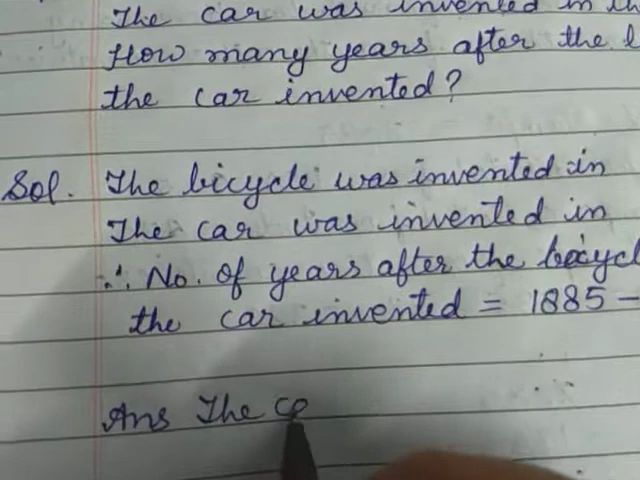 The car was invented in
How many years after the
the car invented?
Sol. The bicycle was invented in
The car was invented in
∴ No. of years after the bicycl
the car invented = 1885 -
Ans The ca